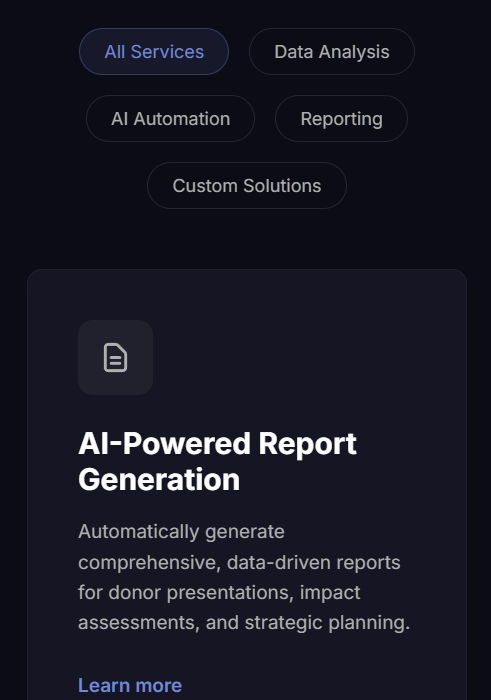 All Services
Data Analysis
AI Automation
Reporting
Custom Solutions
AI-Powered Report
Generation
Automatically generate
comprehensive, data-driven reports
for donor presentations, impact
assessments, and strategic planning.
Learn more